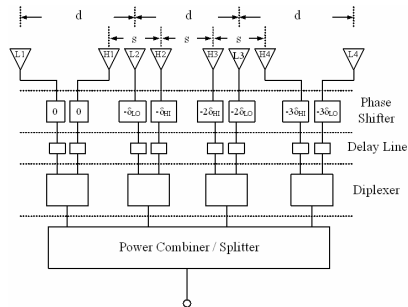 d d d
s s s
L1 H1 L2 H2 H3 L3 H4 L4
0 0 -δLO -δHI -2δHI -2δLO -3δHI -3δLO
Phase
Shifter
Delay Line
Diplexer
Power Combiner / Splitter